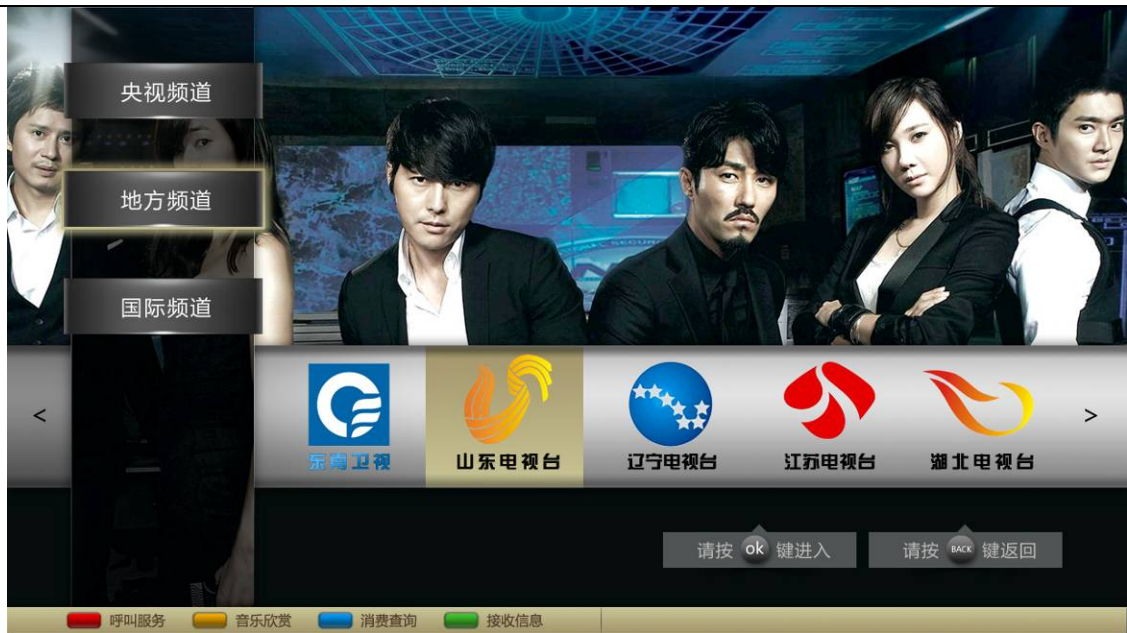 央视频道
地方频道
国际频道
<
东南卫视
山东电视台
辽宁电视台
江苏电视台
湖北电视台
>
请按 ok 键进入
请按 BACK 键返回
呼叫服务
音乐欣赏
消费查询
接收信息